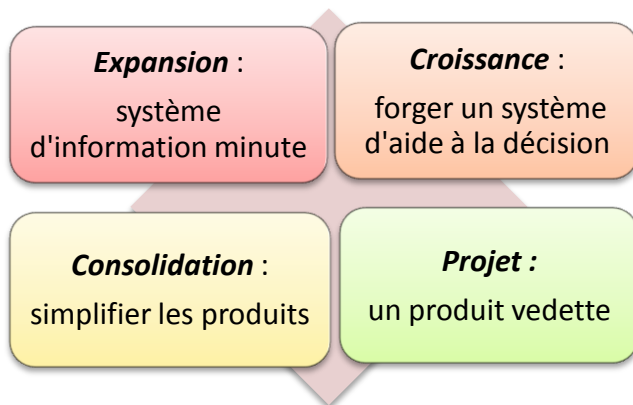 Expansion :
système
d'information minute
Croissance :
forger un système
d'aide à la décision
Consolidation :
simplifier les produits
Projet :
un produit vedette